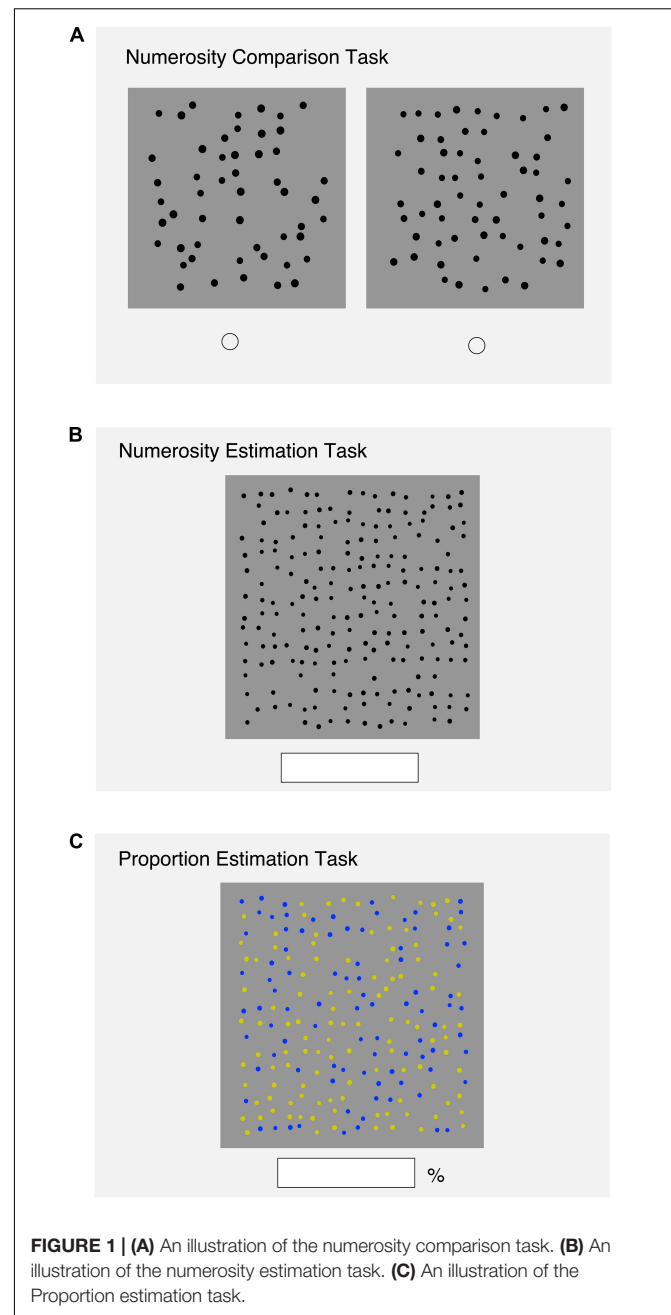 A
Numerosity Comparison Task
B
Numerosity Estimation Task
C
Proportion Estimation Task
%
FIGURE 1 | (A) An illustration of the numerosity comparison task. (B) An
illustration of the numerosity estimation task. (C) An illustration of the
Proportion estimation task.